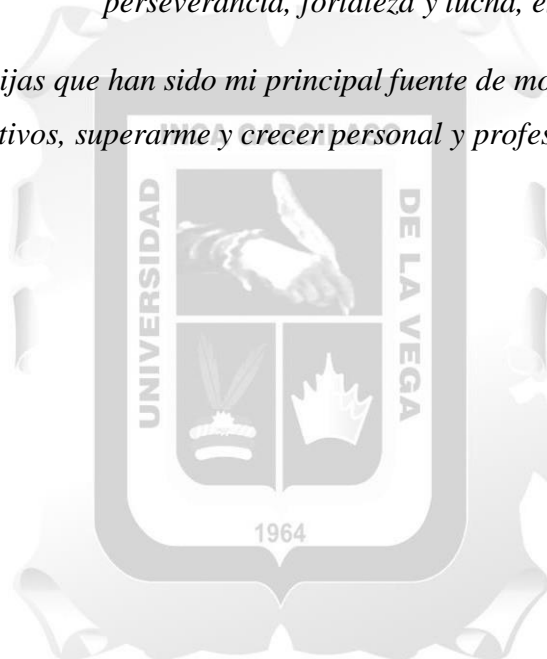 perseverancia, fortaleza y lucha, e
ijas que han sido mi principal fuente de mo
tivos, superarme y crecer personal y profes
INCA GARCILASO
UNIVERSIDAD
DE LA VEGA
1964